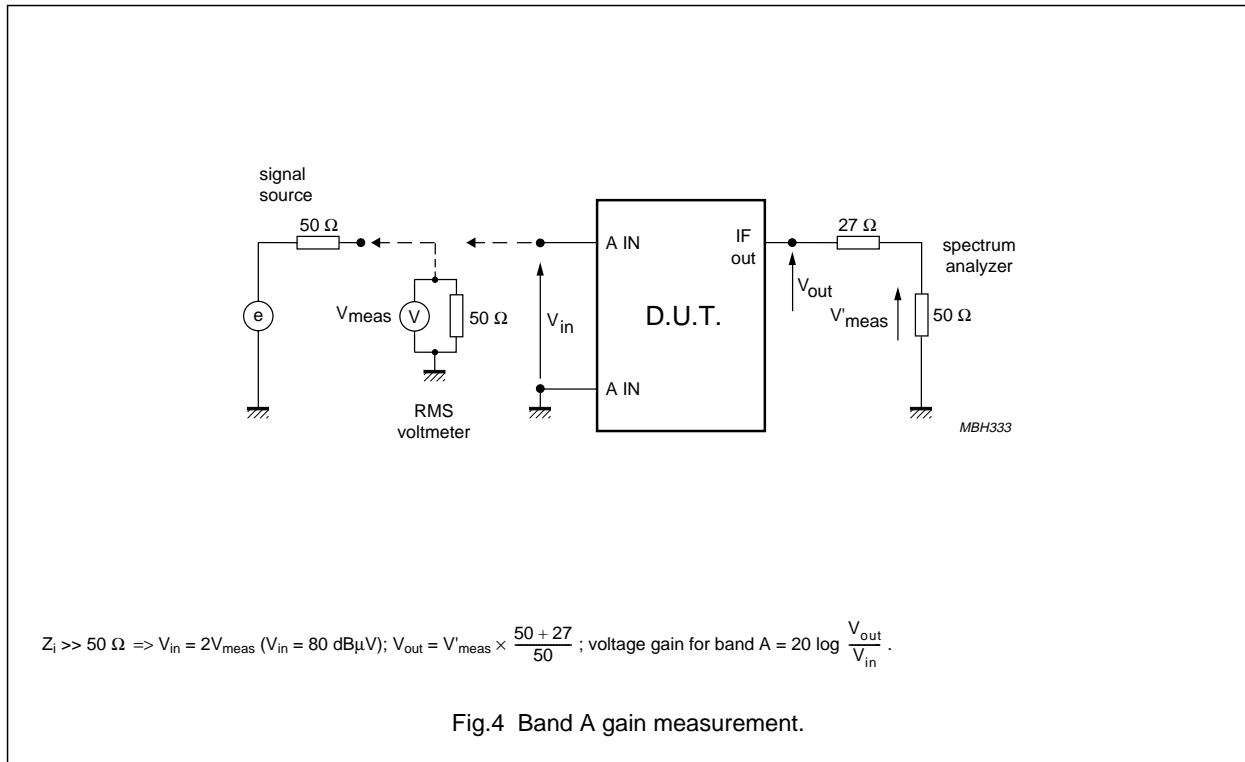 signal
source
50 Ω
e
Vmeas
V
50 Ω
RMS
voltmeter
Vin
A IN
A IN
D.U.T.
IF
out
Vout
27 Ω
V'meas
50 Ω
spectrum
analyzer
MBH333
Zi >> 50 Ω => Vin = 2Vmeas (Vin = 80 dBμV); Vout = V'meas × (50 + 27)/50 ; voltage gain for band A = 20 log Vout/Vin .
Fig.4 Band A gain measurement.